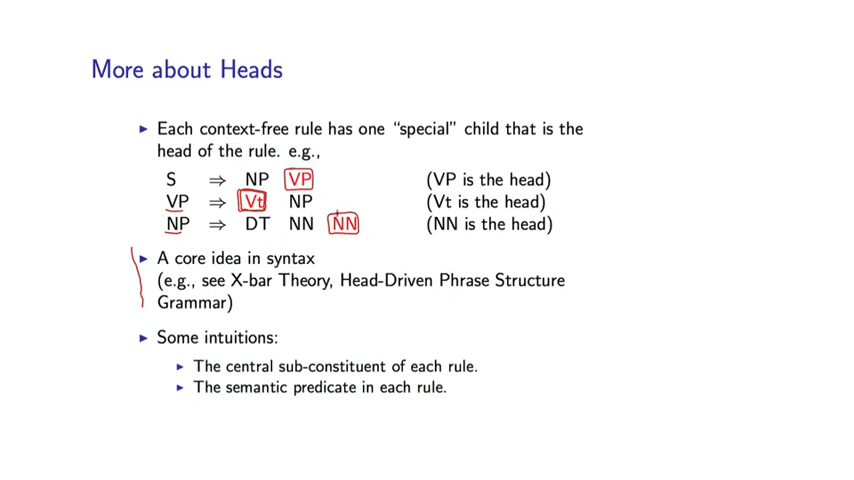 More about Heads
▶ Each context-free rule has one “special” child that is the
head of the rule. e.g.,
S ⇒ NP VP (VP is the head)
VP ⇒ Vt NP (Vt is the head)
NP ⇒ DT NN NN (NN is the head)
▶ A core idea in syntax
(e.g., see X-bar Theory, Head-Driven Phrase Structure
Grammar)
▶ Some intuitions:
▶ The central sub-constituent of each rule.
▶ The semantic predicate in each rule.